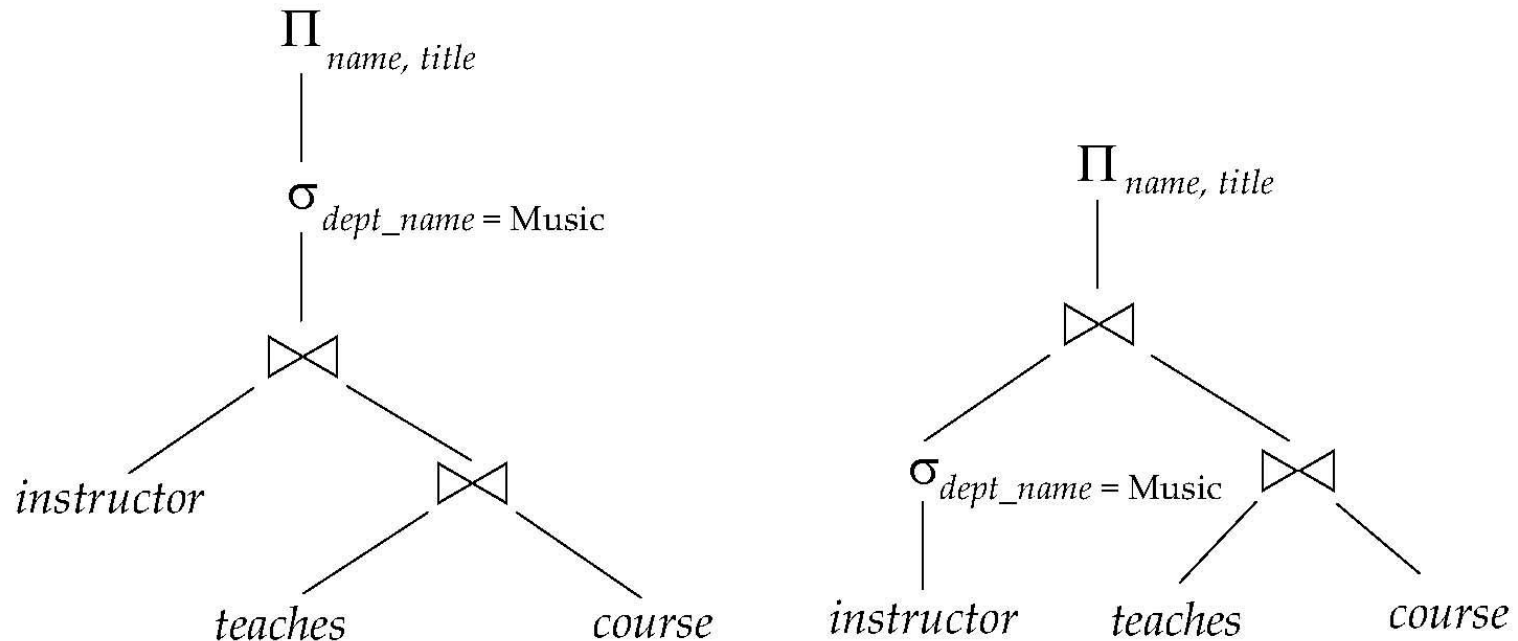 Π name, title
σ dept_name = Music
⋈
instructor
⋈
teaches
course
Π name, title
⋈
σ dept_name = Music
⋈
instructor
teaches
course